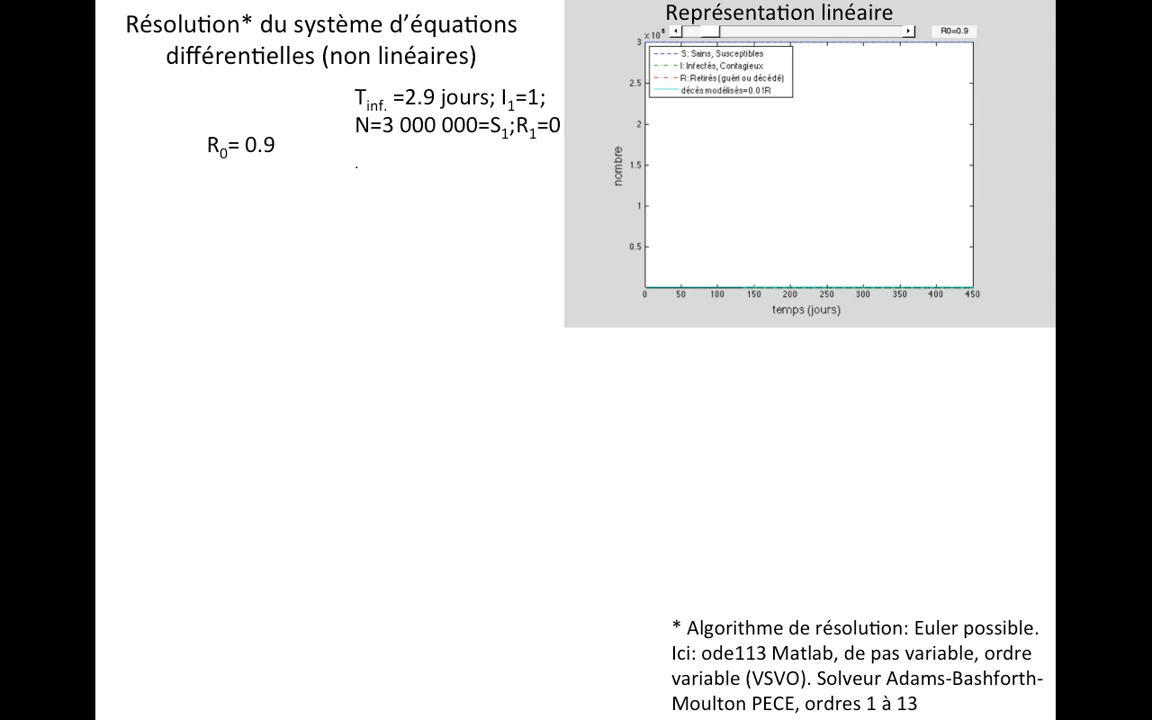 Résolution* du système d'équations
différentielles (non linéaires)
Tinf. =2.9 jours; I1=1;
N=3 000 000=S1;R1=0
.
R0= 0.9
Représentation linéaire
R0=0.9
x 10⁶
S: Sains, Susceptibles
I: Infectés, Contagieux
R: Retirés (guéri ou décédé)
décès modélisés=0.01R
3
2.5
2
1.5
1
0.5
nombre
0 50 100 150 200 250 300 350 400 450
temps (jours)
* Algorithme de résolution: Euler possible.
Ici: ode113 Matlab, de pas variable, ordre
variable (VSVO). Solveur Adams-Bashforth-
Moulton PECE, ordres 1 à 13